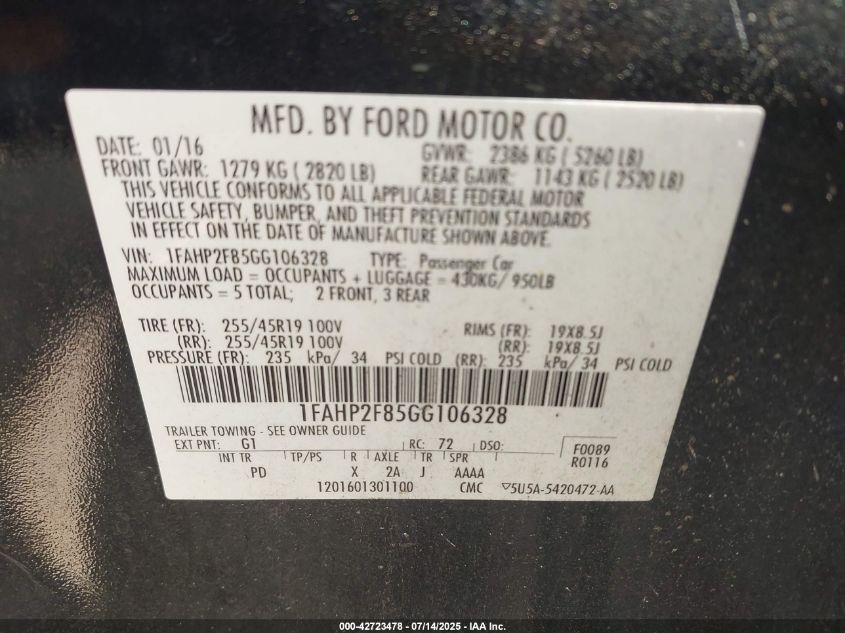 MFD. BY FORD MOTOR CO.
DATE: 01/16 GVWR: 2386 KG ( 5260 LB)
FRONT GAWR: 1279 KG ( 2820 LB) REAR GAWR: 1143 KG ( 2520 LB)
THIS VEHICLE CONFORMS TO ALL APPLICABLE FEDERAL MOTOR
VEHICLE SAFETY, BUMPER, AND THEFT PREVENTION STANDARDS
IN EFFECT ON THE DATE OF MANUFACTURE SHOWN ABOVE.
VIN: 1FAHP2F85GG106328 TYPE: Passenger Car
MAXIMUM LOAD = OCCUPANTS + LUGGAGE = 430KG/ 950LB
OCCUPANTS = 5 TOTAL; 2 FRONT, 3 REAR
TIRE (FR): 255/45R19 100V RIMS (FR): 19X8.5J
(RR): 255/45R19 100V (RR): 19X8.5J
PRESSURE (FR): 235 kPa/ 34 PSI COLD (RR): 235 kPa/ 34 PSI COLD
1FAHP2F85GG106328
TRAILER TOWING - SEE OWNER GUIDE
EXT PNT: G1 RC: 72 DSO: F0089
INT TR TP/PS R AXLE TR SPR R0116
PD X 2A J AAAA
1201601301100 CMC ▽5U5A-5420472-AA
000-42723478 - 07/14/2025 - IAA Inc.